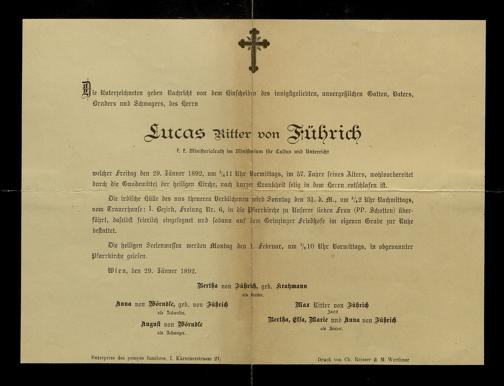 Die Unterzeichneten geben Nachricht von dem Hinscheiden des innigstgeliebten, unvergeßlichen Gatten, Vaters,
Bruders und Schwagers, des Herrn
Lucas Ritter von Führich
k. k. Ministerialrath im Ministerium für Cultus und Unterricht
welcher Freitag den 29. Jänner 1892, um ¾11 Uhr Vormittags, im 57. Jahre seines Alters, wohlvorbereitet
durch die Gnadenmittel der heiligen Kirche, nach kurzer Krankheit selig in dem Herrn entschlafen ist.
Die irdische Hülle des uns theueren Verblichenen wird Sonntag den 31. d. M., um ¾2 Uhr Nachmittags,
vom Trauerhause: I. Bezirk, Freiung Nr. 6, in die Pfarrkirche zu Unserer lieben Frau (PP. Schotten) über-
führt, daselbst feierlich eingesegnet und sodann auf dem Grinzinger Friedhofe im eigenen Grabe zur Ruhe
bestattet.
Die heiligen Seelenmessen werden Montag den 1. Februar, um 10 Uhr Vormittags, in obgenannter
Pfarrkirche gelesen.
Wien, den 29. Jänner 1892.
Bertha von Führich, geb.
als Gattin.
Anna von Wörndle, geb. von Führich
als Schwester.
August von Wörndle
als Schwager.
Max Ritter von Führich
Bertha, Elsa, Marie und Anna von Führich
als Kinder.
Entreprise des pompes funèbres, I. Kärntnerstrasse 21.
Druck von Ch. Reisser & M. Werthner